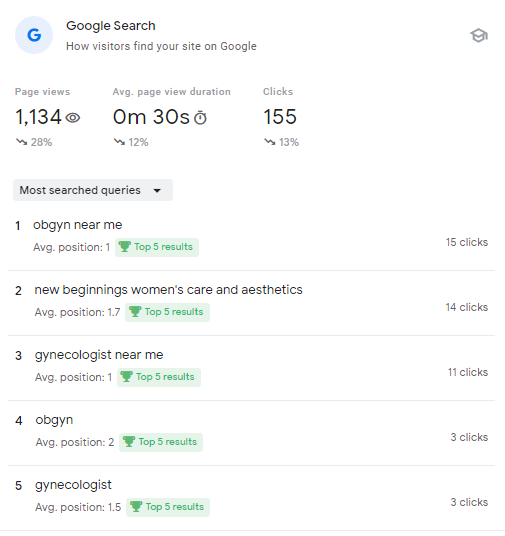 G
Google Search
How visitors find your site on Google
Page views
Avg. page view duration
Clicks
1,134
0m 30s
155
28%
12%
13%
Most searched queries
1 obgyn near me
Avg. position: 1 Top 5 results
15 clicks
2 new beginnings women's care and aesthetics
Avg. position: 1.7 Top 5 results
14 clicks
3 gynecologist near me
Avg. position: 1 Top 5 results
11 clicks
4 obgyn
Avg. position: 2 Top 5 results
3 clicks
5 gynecologist
Avg. position: 1.5 Top 5 results
3 clicks